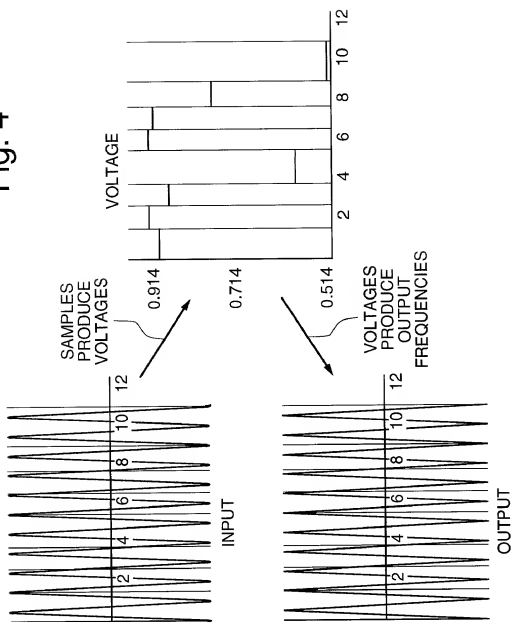 Fig. 4
VOLTAGE
0.914
0.714
0.514
2 4 6 8 10 12
SAMPLES
PRODUCE
VOLTAGES
VOLTAGES
PRODUCE
OUTPUT
FREQUENCIES
2 4 6 8 10 12
INPUT
2 4 6 8 10 12
OUTPUT